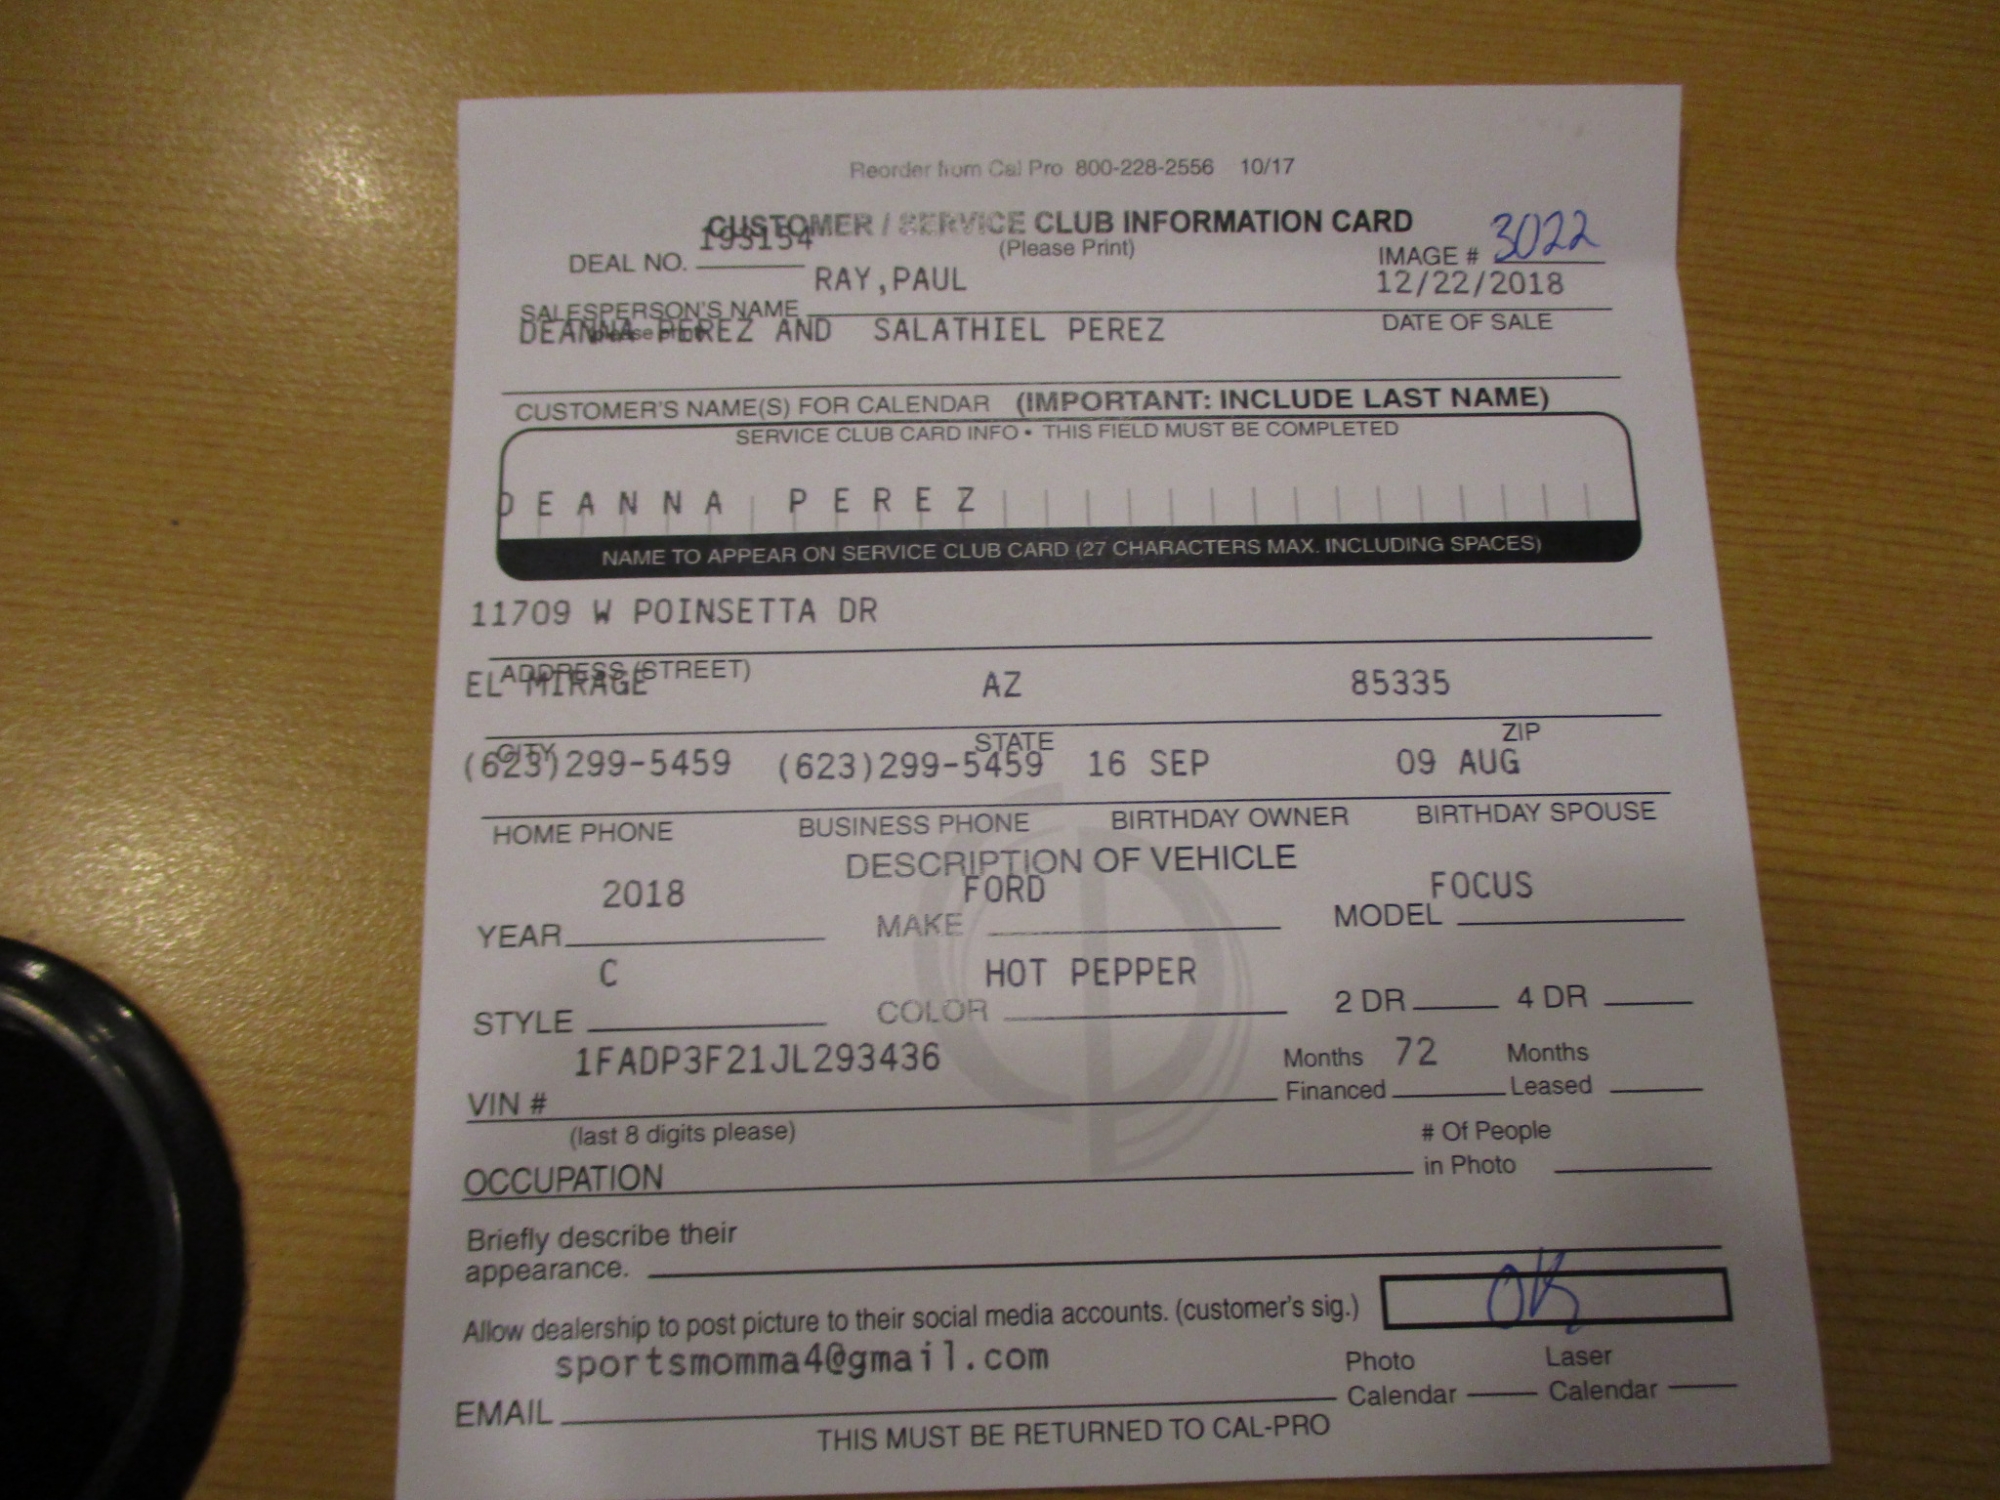 Reorder from Cal Pro 800-228-2556 10/17
CUSTOMER / SERVICE CLUB INFORMATION CARD
(Please Print)
DEAL NO. 193154
IMAGE # 3022
RAY,PAUL
12/22/2018
SALESPERSON'S NAME
DATE OF SALE
DEANNA PEREZ AND SALATHIEL PEREZ
CUSTOMER'S NAME(S) FOR CALENDAR (IMPORTANT: INCLUDE LAST NAME)
SERVICE CLUB CARD INFO • THIS FIELD MUST BE COMPLETED
DEANNA PEREZ
NAME TO APPEAR ON SERVICE CLUB CARD (27 CHARACTERS MAX. INCLUDING SPACES)
11709 W POINSETTA DR
ADDRESS (STREET)
EL MIRAGE AZ 85335
CITY STATE ZIP
(623)299-5459 (623)299-5459 16 SEP 09 AUG
HOME PHONE BUSINESS PHONE BIRTHDAY OWNER BIRTHDAY SPOUSE
DESCRIPTION OF VEHICLE
2018 FORD FOCUS
YEAR MAKE MODEL
C HOT PEPPER
STYLE COLOR 2 DR 4 DR
1FADP3F21JL293436
Months 72 Months
VIN # Financed Leased
(last 8 digits please)
# Of People
OCCUPATION in Photo
Briefly describe their
appearance.
Allow dealership to post picture to their social media accounts. (customer's sig.) OK
sportsmomma4@gmail.com
Photo Laser
EMAIL Calendar Calendar
THIS MUST BE RETURNED TO CAL-PRO